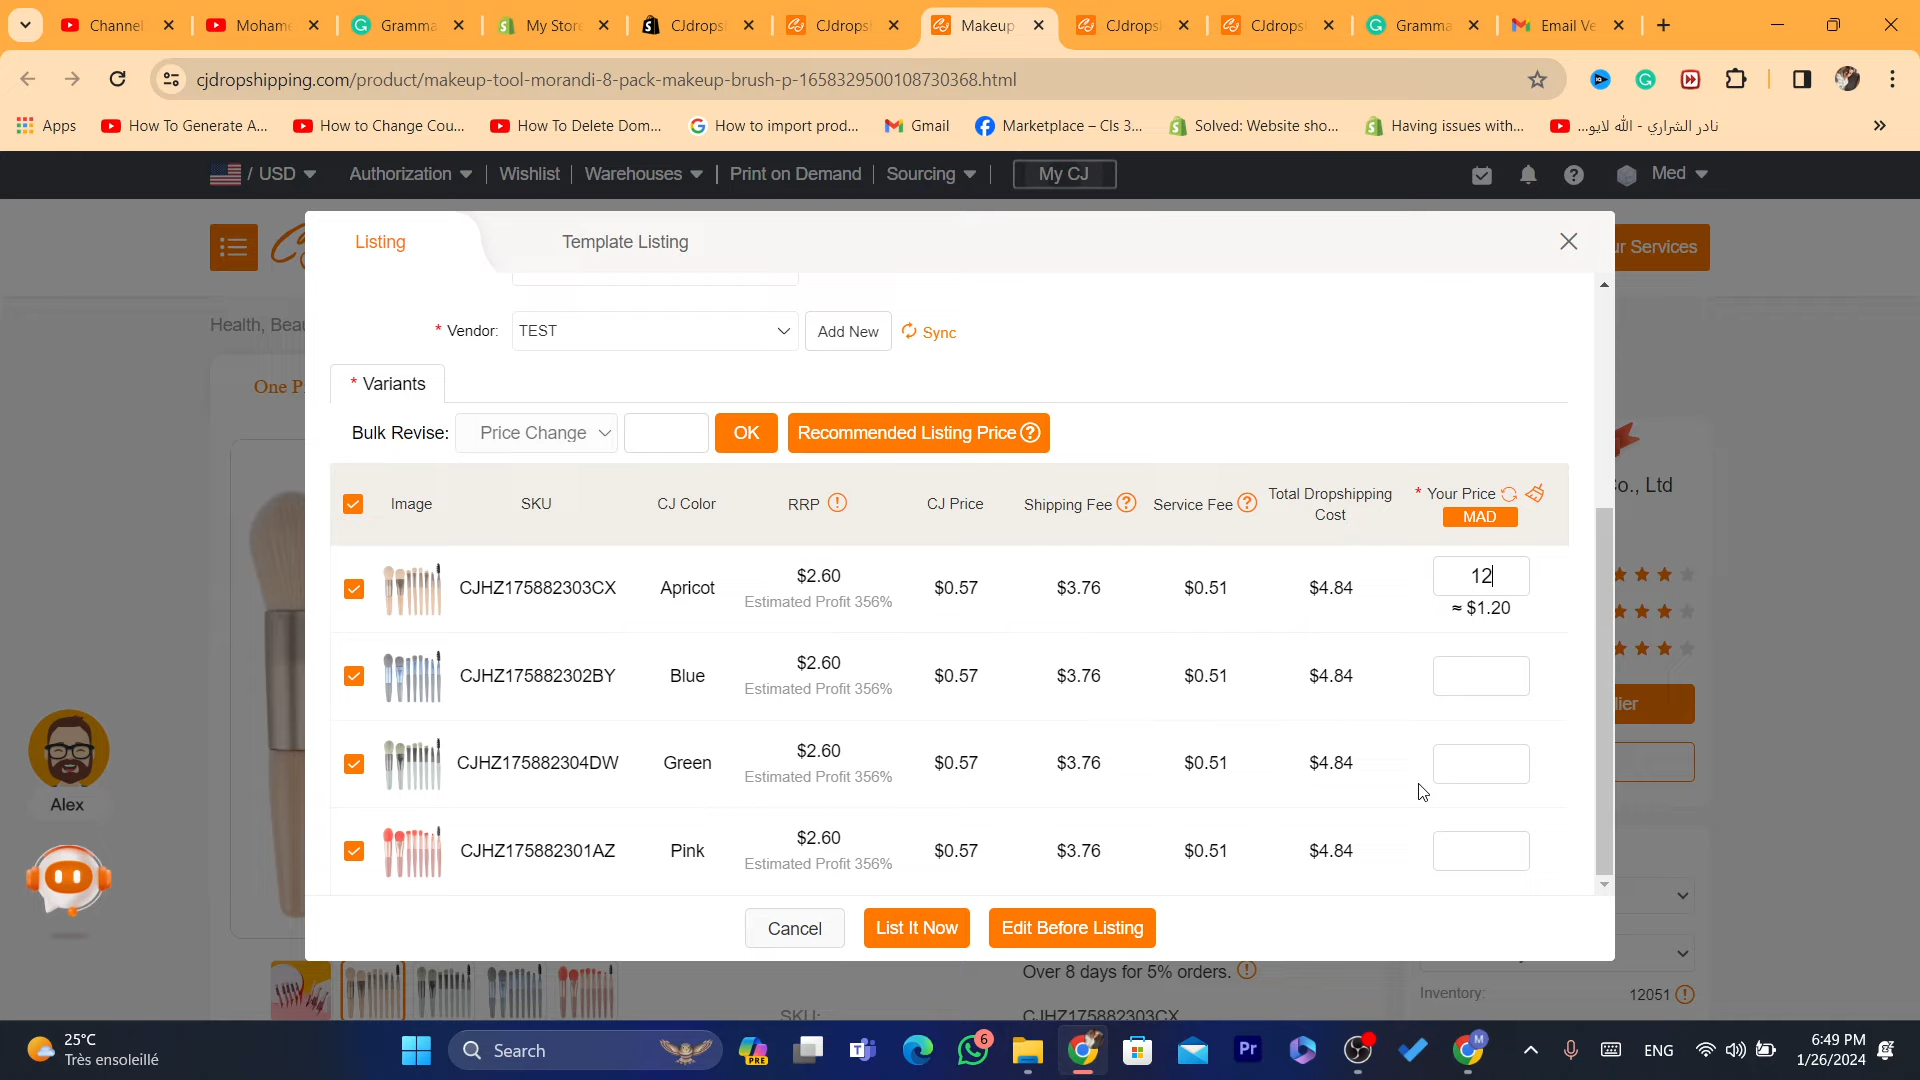 Channel
Mohame
Gramma
My Store
CJdrops
CJdrops
Makeup
CJdrops
CJdrops
Gramma
Email Ve
cjdropshipping.com/product/makeup-tool-morandi-8-pack-makeup-brush-p-1658329500108730368.html
Apps
How To Generate A...
How to Change Cou...
How To Delete Dom...
How to import prod...
Gmail
Marketplace – Cls 3...
Solved: Website sho...
Having issues with...
نادر الشراري - الله لايو...
/ USD
Authorization
Wishlist
Warehouses
Print on Demand
Sourcing
My CJ
Med
Listing
Template Listing
ur Services
Health, Beau
* Vendor:
TEST
Add New
Sync
One P
* Variants
Bulk Revise:
Price Change
OK
Recommended Listing Price
o., Ltd
Image
SKU
CJ Color
RRP
CJ Price
Shipping Fee
Service Fee
Total Dropshipping Cost
* Your Price
MAD
CJHZ175882303CX
Apricot
$2.60
Estimated Profit 356%
$0.57
$3.76
$0.51
$4.84
12
≈ $1.20
CJHZ175882302BY
Blue
$2.60
Estimated Profit 356%
$0.57
$3.76
$0.51
$4.84
CJHZ175882304DW
Green
$2.60
Estimated Profit 356%
$0.57
$3.76
$0.51
$4.84
CJHZ175882301AZ
Pink
$2.60
Estimated Profit 356%
$0.57
$3.76
$0.51
$4.84
lier
Alex
Cancel
List It Now
Edit Before Listing
Over 8 days for 5% orders.
Inventory:
12051
SKU:
CJHZ175882303CX
25°C
Très ensoleillé
Search
PRE
6
Pr
M
ENG
6:49 PM
1/26/2024